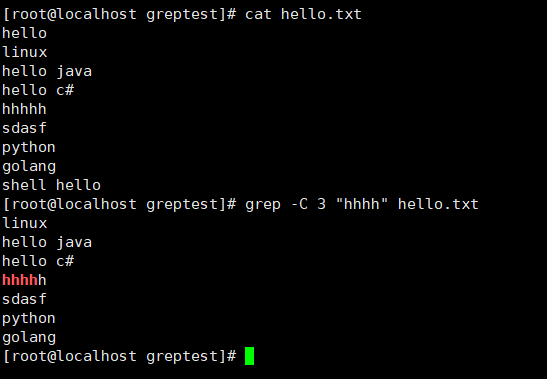 [root@localhost greptest]# cat hello.txt
hello
linux
hello java
hello c#
hhhhh
sdasf
python
golang
shell hello
[root@localhost greptest]# grep -C 3 "hhhh" hello.txt
linux
hello java
hello c#
hhhhh
sdasf
python
golang
[root@localhost greptest]#